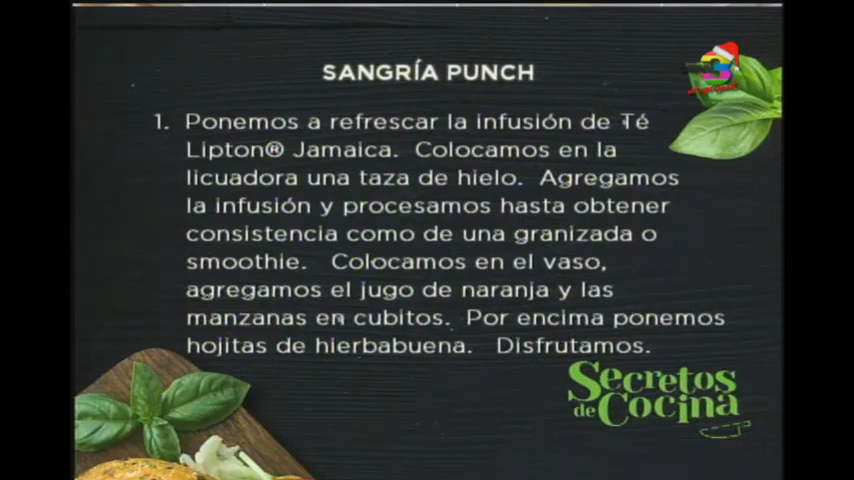 SANGRÍA PUNCH
1. Ponemos a refrescar la infusión de Té
Lipton® Jamaica. Colocamos en la
licuadora una taza de hielo. Agregamos
la infusión y procesamos hasta obtener
consistencia como de una granizada o
smoothie. Colocamos en el vaso,
agregamos el jugo de naranja y las
manzanas en cubitos. Por encima ponemos
hojitas de hierbabuena. Disfrutamos.
Secretos
de Cocina
3